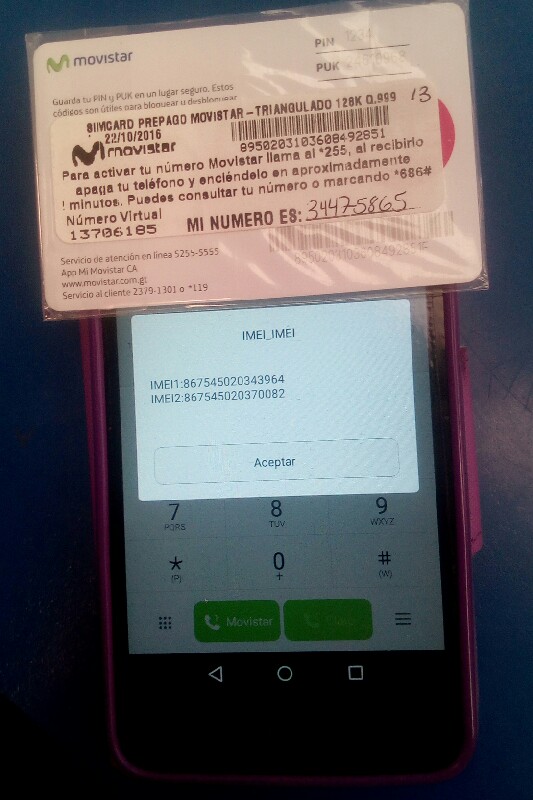 movistar
PIN
PUK
Guarda tu PIN y PUK en un lugar seguro. Estos
códigos son útiles para bloquear u desbloquear
SIMCARD PREPAGO MOVISTAR - TRIANGULADO 128K Q.999
13
22/10/2016
movistar
8950203103608492851
Para activar tu número Movistar llama al *255, al recibirlo
apaga tu teléfono y enciéndelo en aproximadamente
! minutos. Puedes consultar tu número o marcando *686#
Número Virtual
13706185
MI NUMERO ES: 34475865
Servicio de atención en línea 5255-5555
App Mi Movistar CA
www.movistar.com.gt
Servicio al cliente 2379-1301 o *119
IMEI_IMEI
IMEI1:867545020343964
IMEI2:867545020370082
Aceptar
7 8 9
PQRS TUV WXYZ
* 0 #
(P) + (W)
Movistar